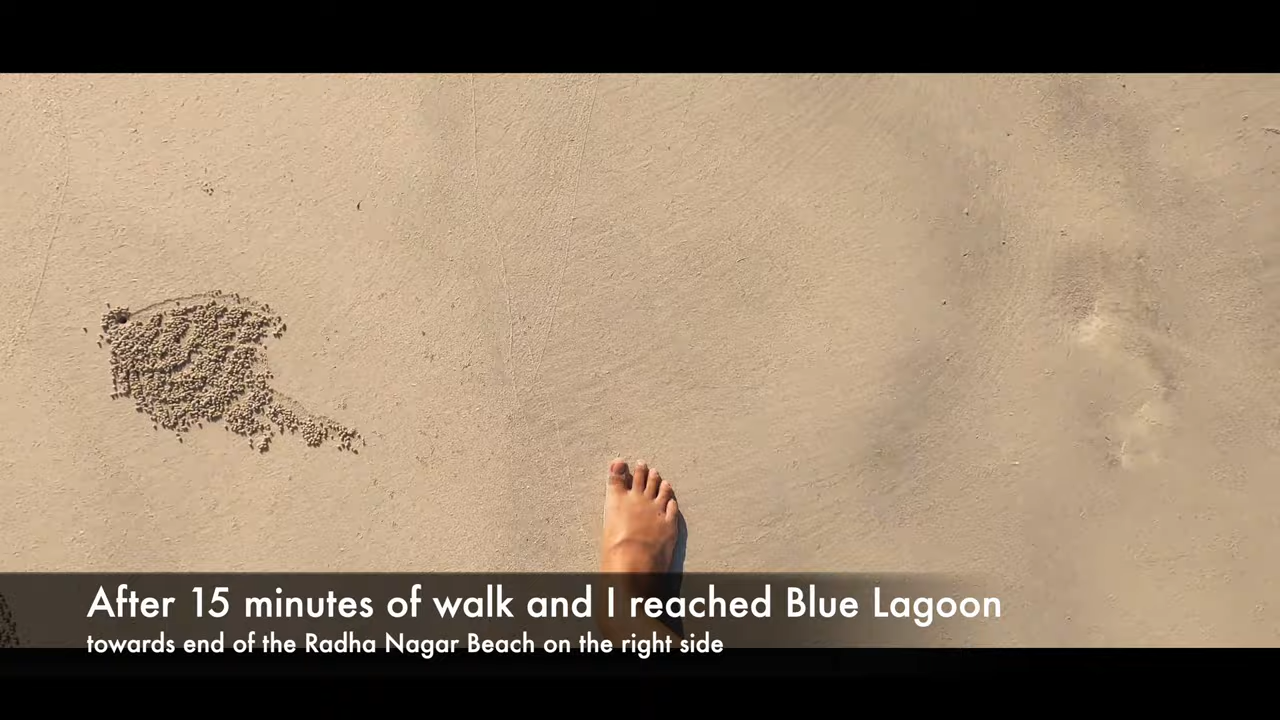 After 15 minutes of walk and I reached Blue Lagoon
towards end of the Radha Nagar Beach on the right side